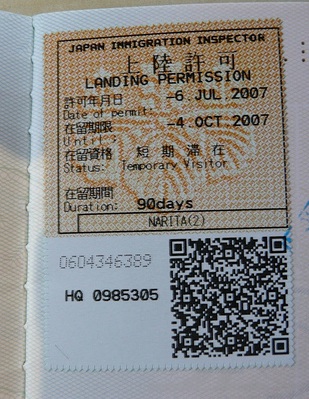 JAPAN IMMIGRATION INSPECTOR
上陸許可
LANDING PERMISSION
許可年月日 -6.JUL.2007
Date of permit:
在留期限 -4.OCT.2007
Until:
在留資格 短期滞在
Status: Temporary Visitor
在留期間
Duration: 90days
NARITA(2)
0604346389
HQ 0985305